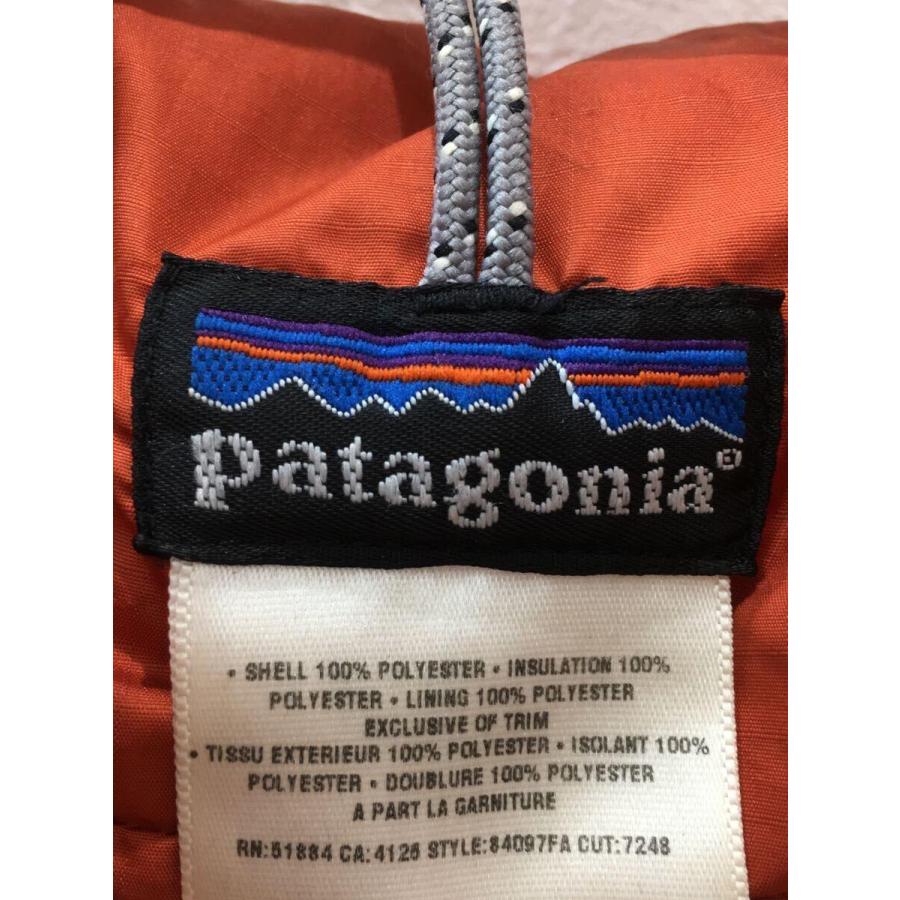 patagonia®
• SHELL 100% POLYESTER • INSULATION 100%
POLYESTER • LINING 100% POLYESTER
EXCLUSIVE OF TRIM
• TISSU EXTERIEUR 100% POLYESTER • ISOLANT 100%
POLYESTER • DOUBLURE 100% POLYESTER
A PART LA GARNITURE
RN:51884 CA:4125 STYLE:84097FA CUT:7248